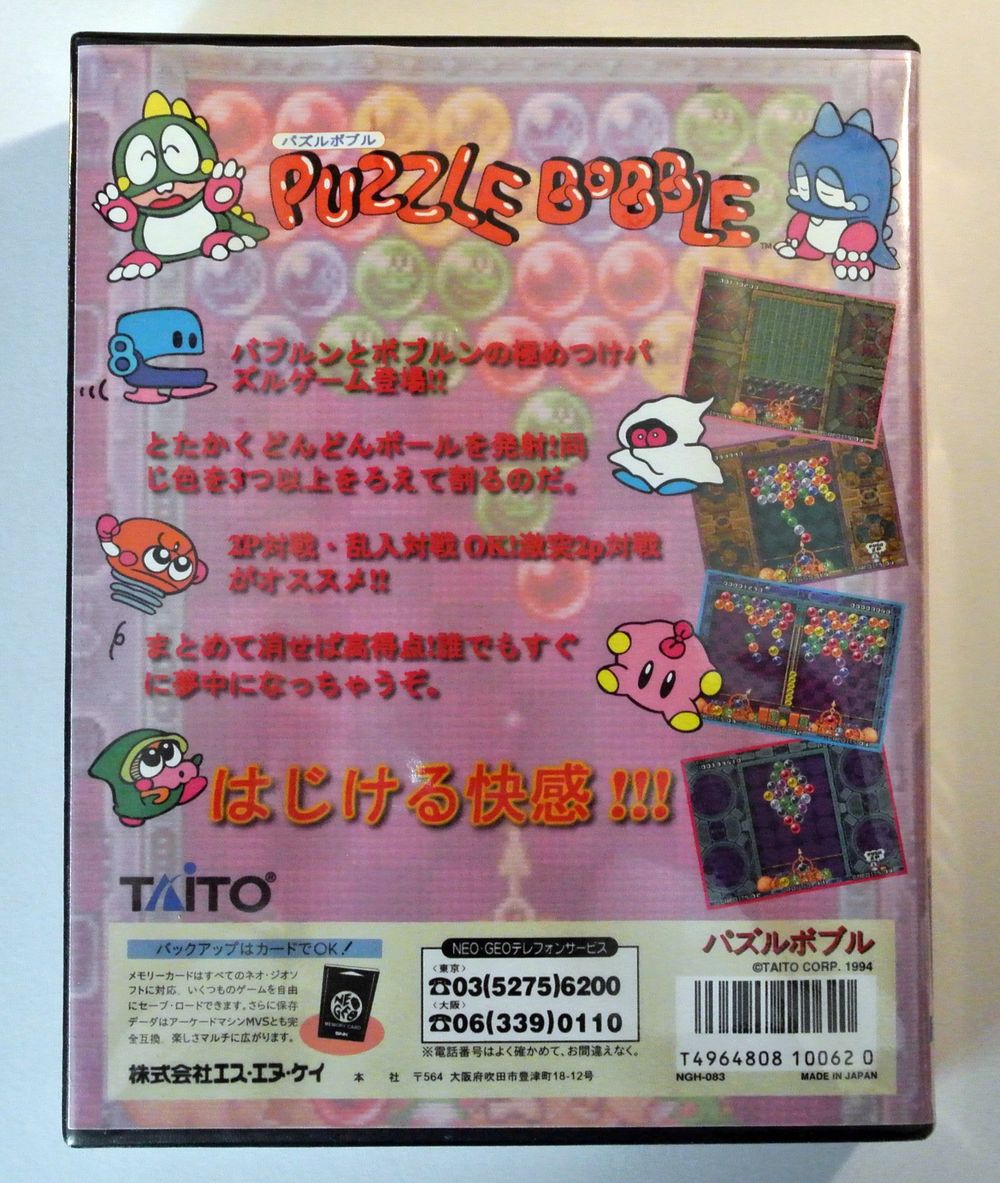 パズルボブル
PUZZLE BOBBLE
TM
バブルンとボブルンの極めつけパ
ズルゲーム登場!!
とたかくどんどんボールを発射!同
じ色を3つ以上をろえて割るのだ。
2P対戦・乱入対戦 OK!激突2p対戦
がオススメ!!
まとめて消せば高得点!誰でもすぐ
に夢中になっちゃうぞ。
はじける快感!!!
TAITO®
バックアップはカードでOK!
メモリーカードはすべてのネオ・ジオソ
フトに対応。いくつものゲームを自由
にセーブ・ロードできます。さらに保存
データはアーケードマシンMVSとも完
全互換。楽しさマルチに広がります。
NEO GEO
MEMORY CARD
SNK
NEO・GEOテレフォンサービス
〈東京〉
☎03(5275)6200
〈大阪〉
☎06(339)0110
※電話番号はよく確かめて、お間違えなく。
株式会社エス・エヌ・ケイ 本 社 〒564 大阪府吹田市豊津町18-12号
パズルボブル
©TAITO CORP. 1994
T4964808 10062 0
NGH-083 MADE IN JAPAN